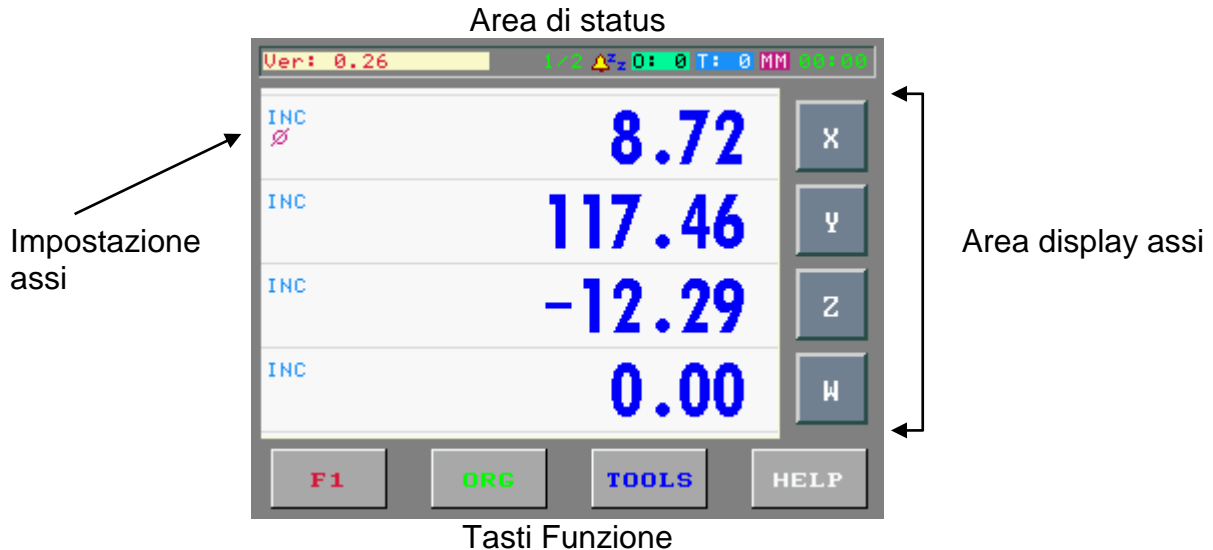 Area di status
Ver: 0.26 1/2 zz O: 0 T: 0 MM 00:00
INC Ø 8.72 X
INC 117.46 Y
Impostazione assi
Area display assi
INC -12.29 Z
INC 0.00 W
F1 ORG TOOLS HELP
Tasti Funzione